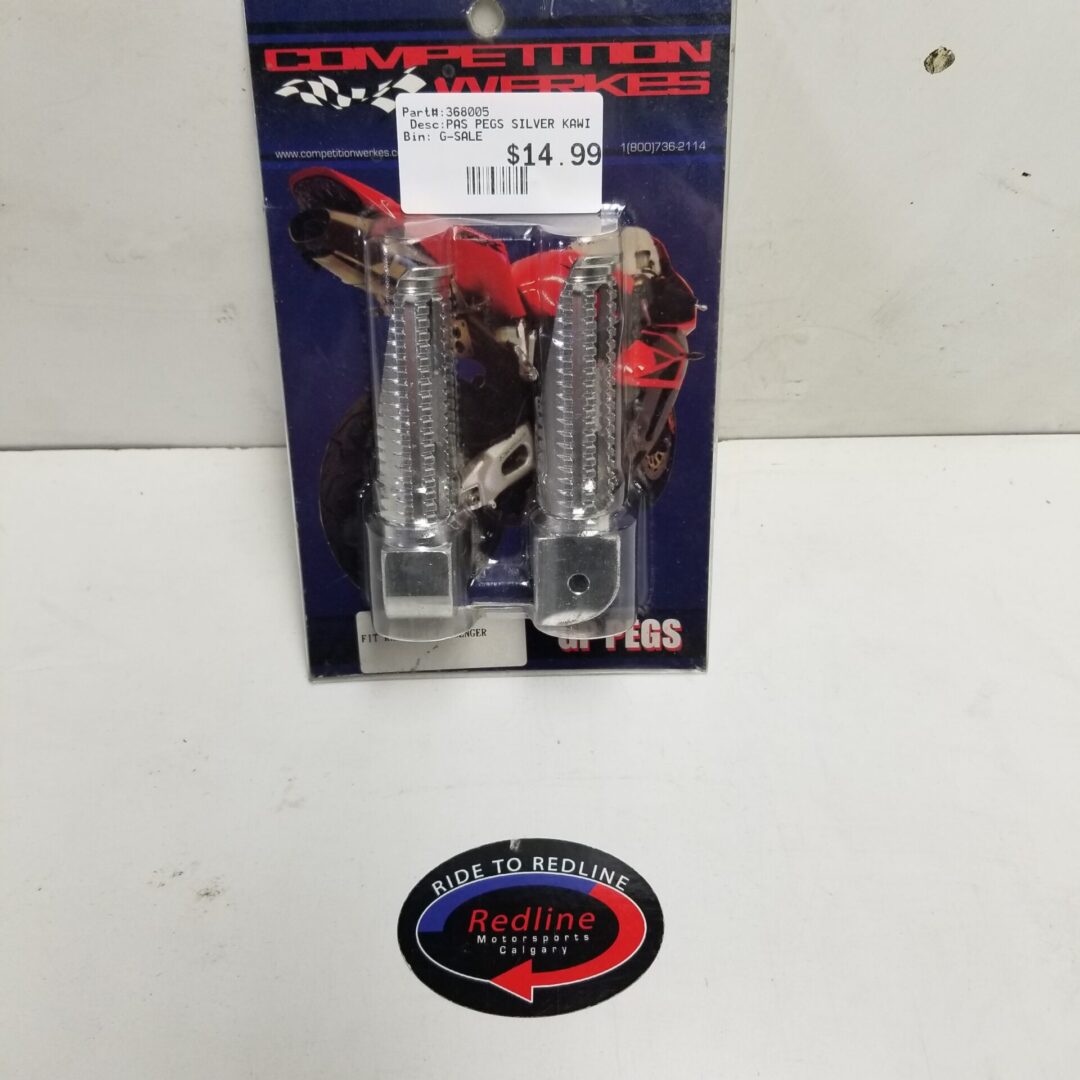 COMPETITION
WERKES
Part#:368005
Desc:PAS PEGS SILVER KAWI
Bin: G-SALE
$14.99
www.competitionwerkes.c
1(800)736-2114
FIT
GP PEGS
RIDE TO REDLINE
Redline
Motorsports
Calgary